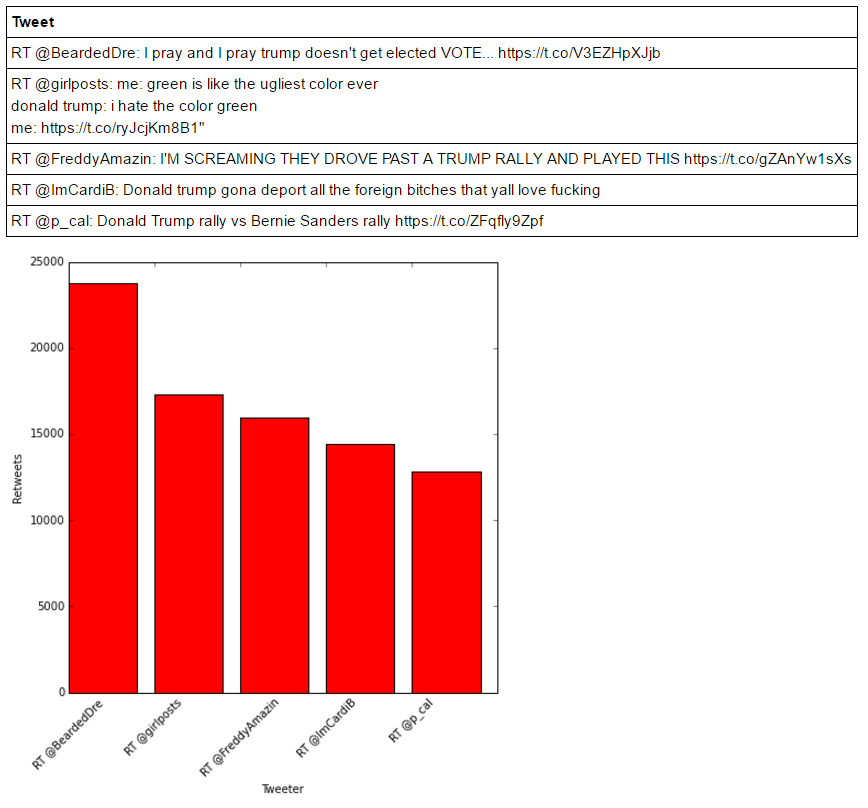 Tweet
RT @BeardedDre: I pray and I pray trump doesn't get elected VOTE... https://t.co/V3EZHpXJjb
RT @girlposts: me: green is like the ugliest color ever
donald trump: i hate the color green
me: https://t.co/ryJcjKm8B1"
RT @FreddyAmazin: I'M SCREAMING THEY DROVE PAST A TRUMP RALLY AND PLAYED THIS https://t.co/gZAnYw1sXs
RT @ImCardiB: Donald trump gona deport all the foreign bitches that yall love fucking
RT @p_cal: Donald Trump rally vs Bernie Sanders rally https://t.co/ZFqfly9Zpf
25000
20000
15000
10000
5000
0
Retweets
RT @BeardedDre
RT @girlposts
RT @FreddyAmazin
RT @ImCardiB
RT @p_cal
Tweeter